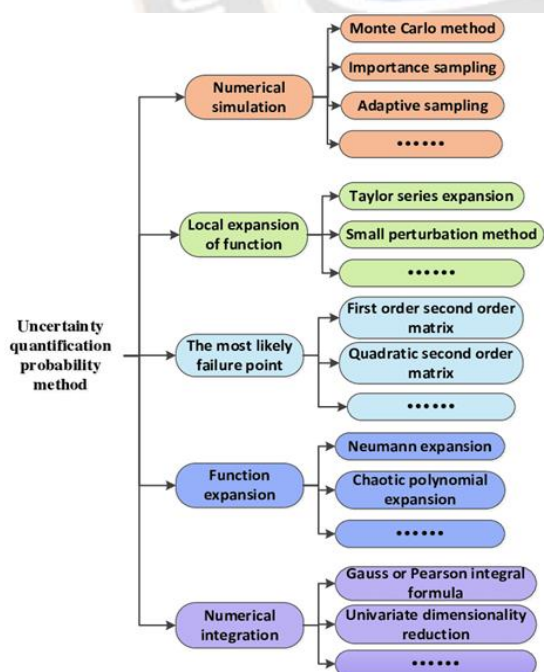 Monte Carlo method
Importance sampling
Numerical
simulation
Adaptive sampling
••••••
Taylor series expansion
Local expansion
of function
Small perturbation method
••••••
First order second order
matrix
Uncertainty
quantification
probability
method
The most likely
failure point
Quadratic second order
matrix
••••••
Neumann expansion
Function
expansion
Chaotic polynomial
expansion
••••••
Gauss or Pearson integral
formula
Numerical
integration
Univariate dimensionality
reduction
••••••